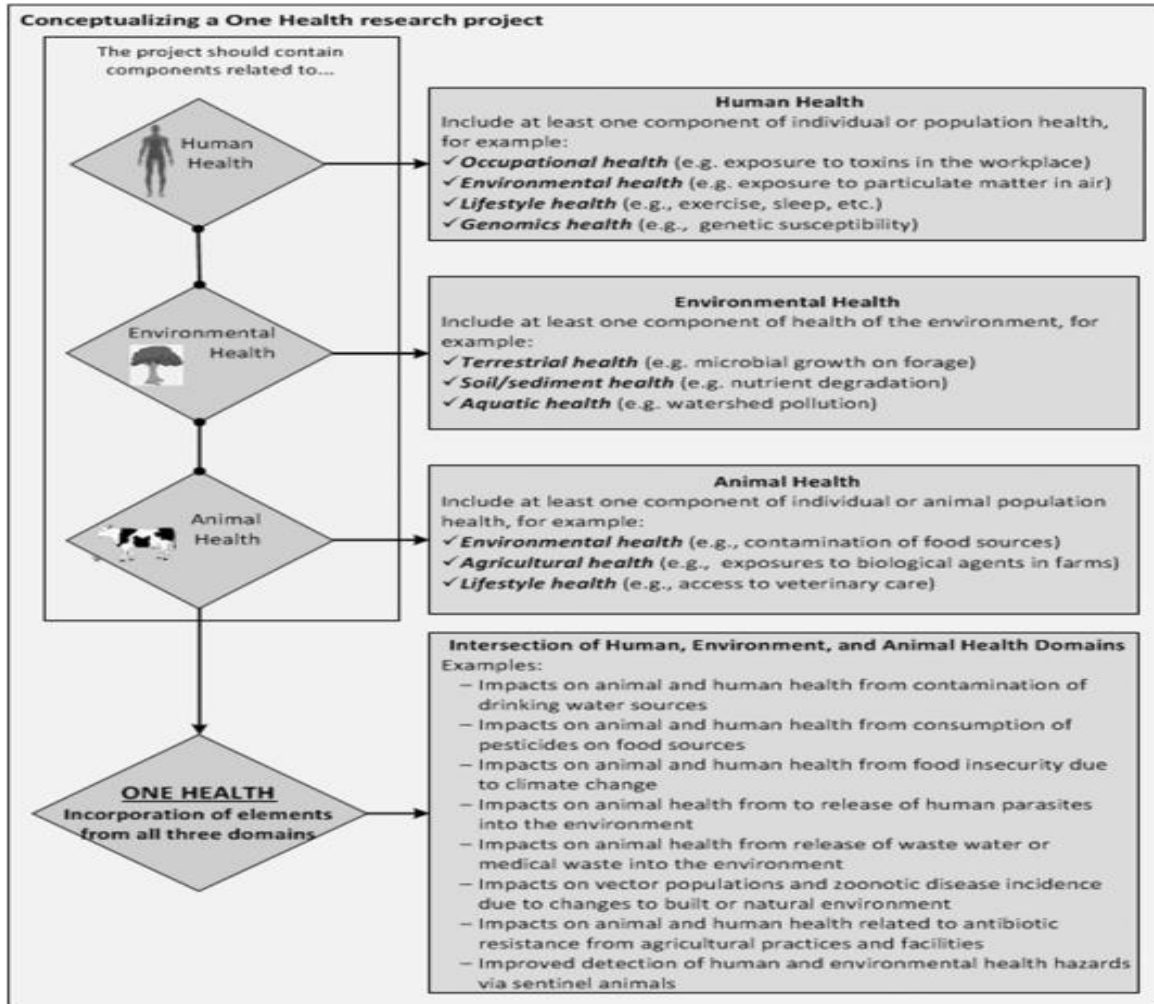 Conceptualizing a One Health research project
The project should contain
components related to...
Human
Health
Human Health
Include at least one component of individual or population health,
for example:
✓Occupational health (e.g. exposure to toxins in the workplace)
✓Environmental health (e.g. exposure to particulate matter in air)
✓Lifestyle health (e.g., exercise, sleep, etc.)
✓Genomics health (e.g., genetic susceptibility)
Environmental
Health
Environmental Health
Include at least one component of health of the environment, for
example:
✓Terrestrial health (e.g. microbial growth on forage)
✓Soil/sediment health (e.g. nutrient degradation)
✓Aquatic health (e.g. watershed pollution)
Animal
Health
Animal Health
Include at least one component of individual or animal population
health, for example:
✓Environmental health (e.g., contamination of food sources)
✓Agricultural health (e.g., exposures to biological agents in farms)
✓Lifestyle health (e.g., access to veterinary care)
ONE HEALTH
Incorporation of elements
from all three domains
Intersection of Human, Environment, and Animal Health Domains
Examples:
– Impacts on animal and human health from contamination of
drinking water sources
– Impacts on animal and human health from consumption of
pesticides on food sources
– Impacts on animal and human health from food insecurity due
to climate change
– Impacts on animal health from to release of human parasites
into the environment
– Impacts on animal health from release of waste water or
medical waste into the environment
– Impacts on vector populations and zoonotic disease incidence
due to changes to built or natural environment
– Impacts on animal and human health related to antibiotic
resistance from agricultural practices and facilities
– Improved detection of human and environmental health hazards
via sentinel animals